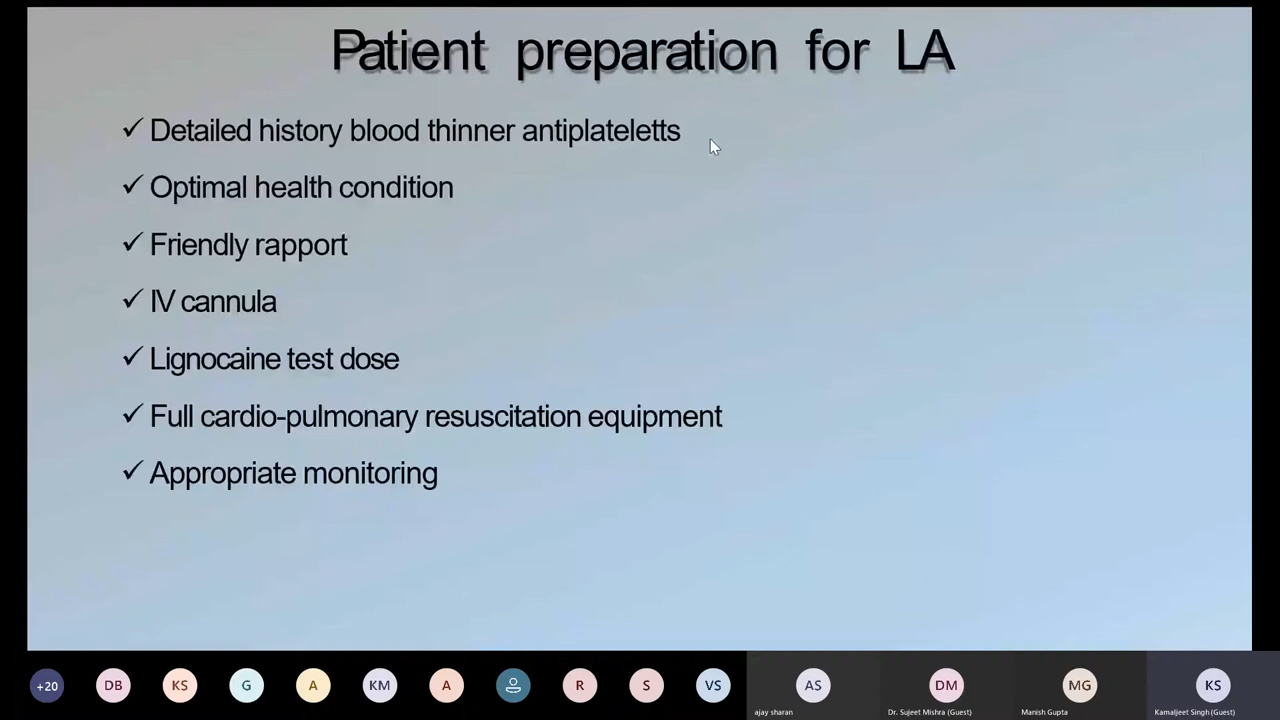 Patient preparation for LA
✓ Detailed history blood thinner antiplateletts
✓ Optimal health condition
✓ Friendly rapport
✓ IV cannula
✓ Lignocaine test dose
✓ Full cardio-pulmonary resuscitation equipment
✓ Appropriate monitoring
+20 DB KS G A KM A R S VS AS DM MG KS
ajay sharan Dr. Sujeet Mishra (Guest) Manish Gupta Kamaljeet Singh (Guest)